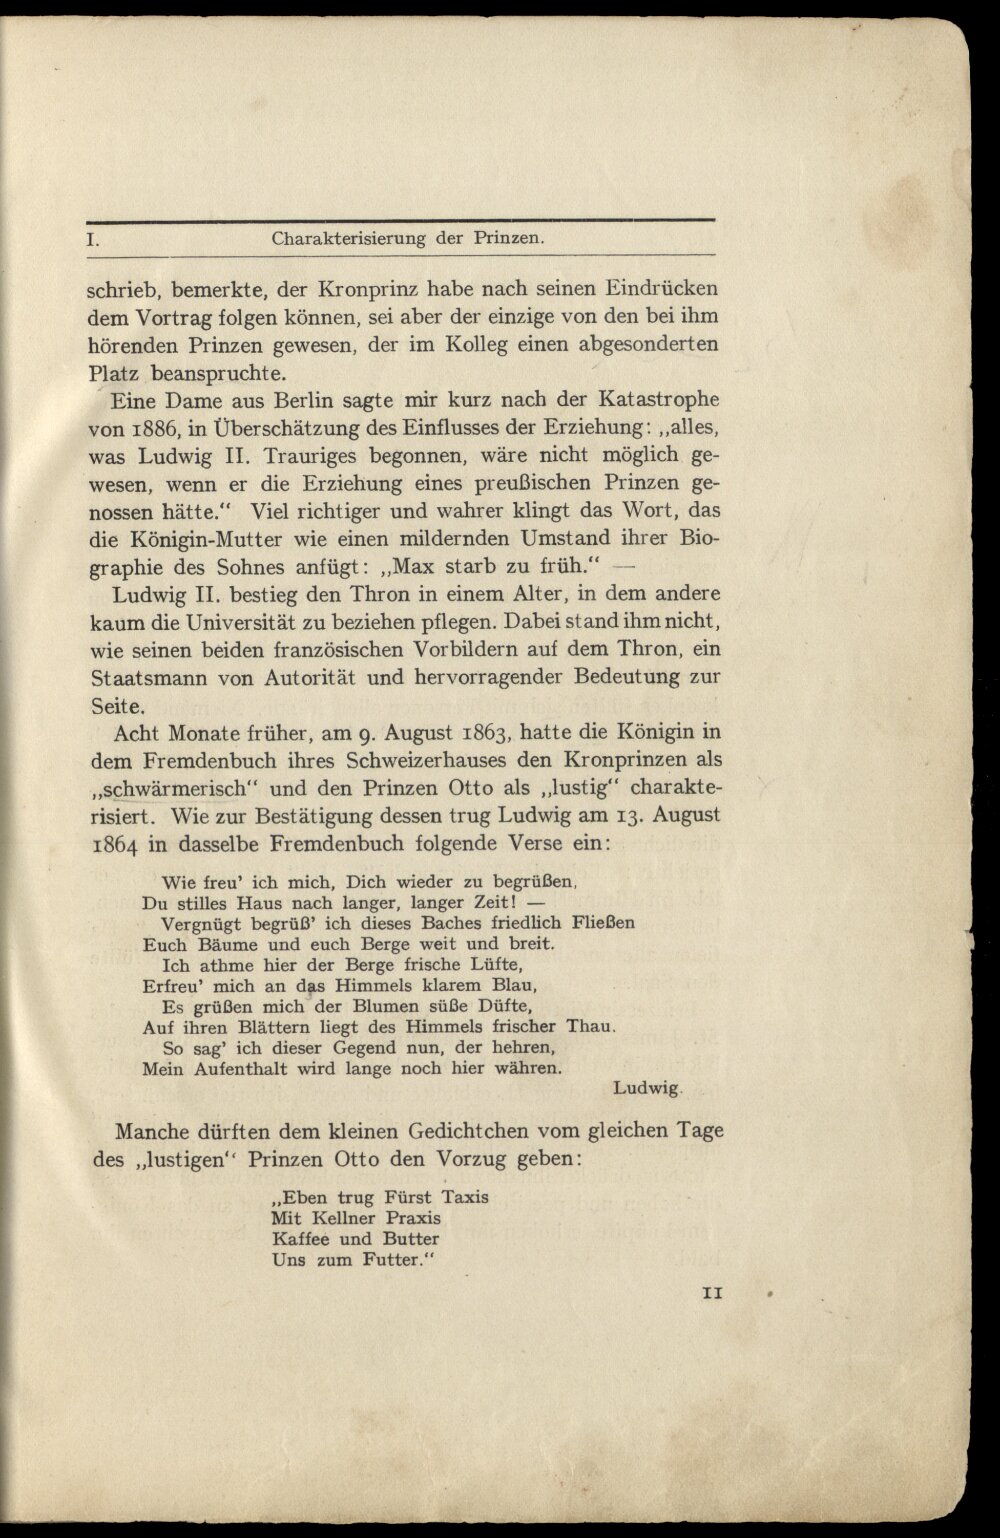 I. Charakterisierung der Prinzen.
schrieb, bemerkte, der Kronprinz habe nach seinen Eindrücken
dem Vortrag folgen können, sei aber der einzige von den bei ihm
hörenden Prinzen gewesen, der im Kolleg einen abgesonderten
Platz beanspruchte.
Eine Dame aus Berlin sagte mir kurz nach der Katastrophe
von 1886, in Überschätzung des Einflusses der Erziehung: „alles,
was Ludwig II. Trauriges begonnen, wäre nicht möglich ge-
wesen, wenn er die Erziehung eines preußischen Prinzen ge-
nossen hätte.“ Viel richtiger und wahrer klingt das Wort, das
die Königin-Mutter wie einen mildernden Umstand ihrer Bio-
graphie des Sohnes anfügt: „Max starb zu früh.“ —
Ludwig II. bestieg den Thron in einem Alter, in dem andere
kaum die Universität zu beziehen pflegen. Dabei stand ihm nicht,
wie seinen beiden französischen Vorbildern auf dem Thron, ein
Staatsmann von Autorität und hervorragender Bedeutung zur
Seite.
Acht Monate früher, am 9. August 1863, hatte die Königin in
dem Fremdenbuch ihres Schweizerhauses den Kronprinzen als
„schwärmerisch“ und den Prinzen Otto als „lustig“ charakte-
risiert. Wie zur Bestätigung dessen trug Ludwig am 13. August
1864 in dasselbe Fremdenbuch folgende Verse ein:
Wie freu’ ich mich, Dich wieder zu begrüßen,
Du stilles Haus nach langer, langer Zeit! —
Vergnügt begrüß’ ich dieses Baches friedlich Fließen
Euch Bäume und euch Berge weit und breit.
Ich athme hier der Berge frische Lüfte,
Erfreu’ mich an das Himmels klarem Blau,
Es grüßen mich der Blumen süße Düfte,
Auf ihren Blättern liegt des Himmels frischer Thau.
So sag’ ich dieser Gegend nun, der hehren,
Mein Aufenthalt wird lange noch hier währen.
Ludwig.
Manche dürften dem kleinen Gedichtchen vom gleichen Tage
des „lustigen“ Prinzen Otto den Vorzug geben:
„Eben trug Fürst Taxis
Mit Kellner Praxis
Kaffee und Butter
Uns zum Futter.“
11